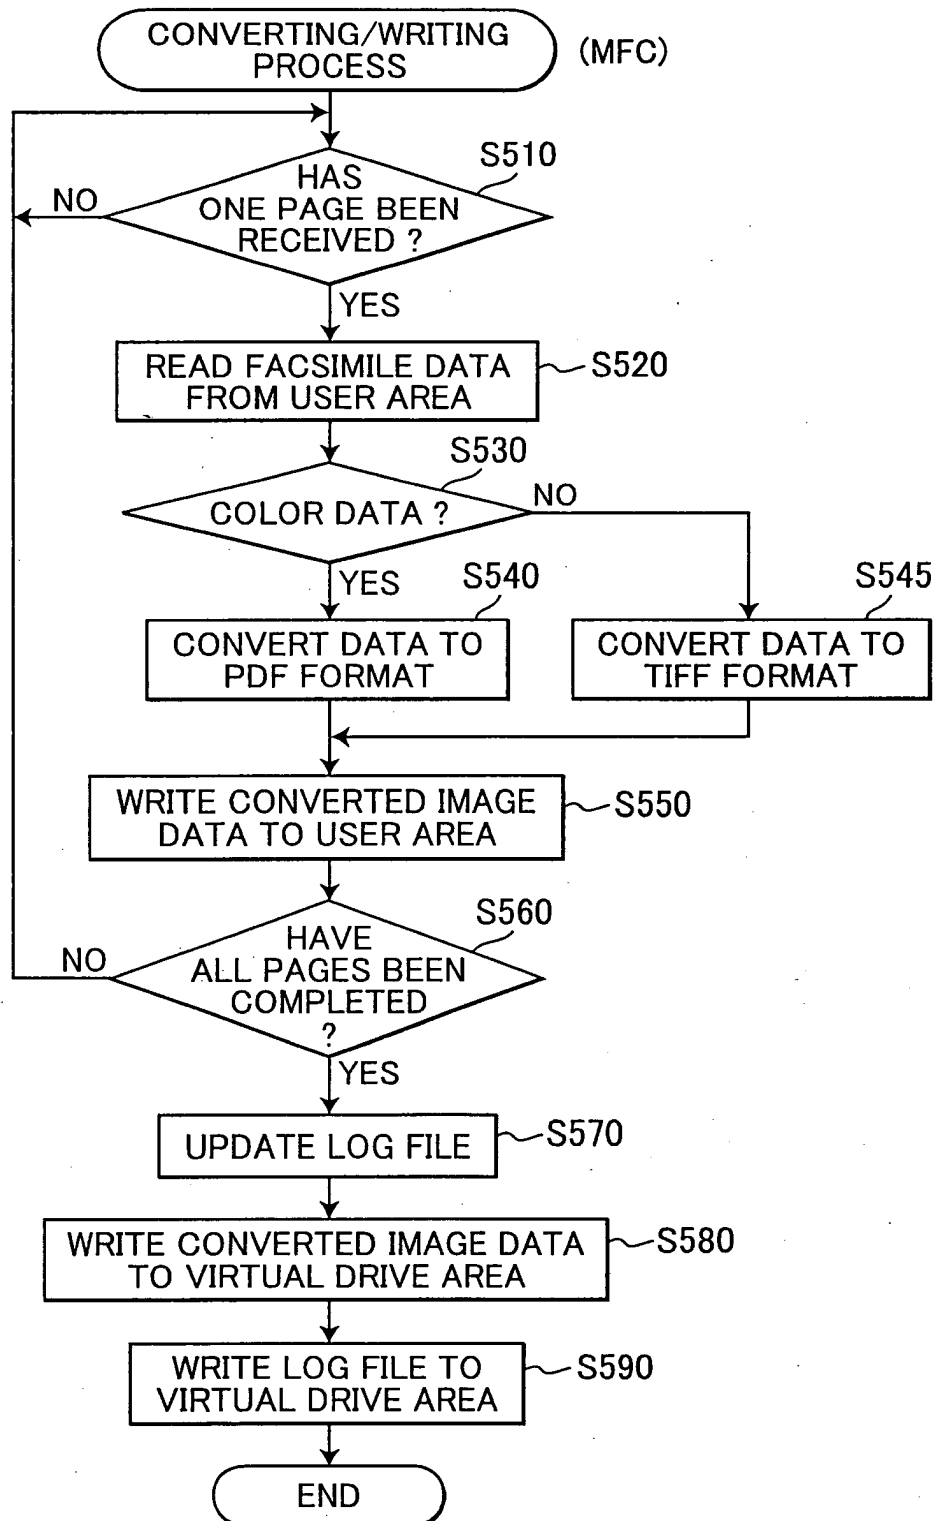 CONVERTING/WRITING
PROCESS
(MFC)
S510
HAS
ONE PAGE BEEN
RECEIVED ?
NO
YES
READ FACSIMILE DATA
FROM USER AREA
S520
S530
COLOR DATA ?
NO
YES
S540
S545
CONVERT DATA TO
PDF FORMAT
CONVERT DATA TO
TIFF FORMAT
WRITE CONVERTED IMAGE
DATA TO USER AREA
S550
S560
HAVE
ALL PAGES BEEN
COMPLETED
?
NO
YES
UPDATE LOG FILE
S570
WRITE CONVERTED IMAGE DATA
TO VIRTUAL DRIVE AREA
S580
WRITE LOG FILE TO
VIRTUAL DRIVE AREA
S590
END